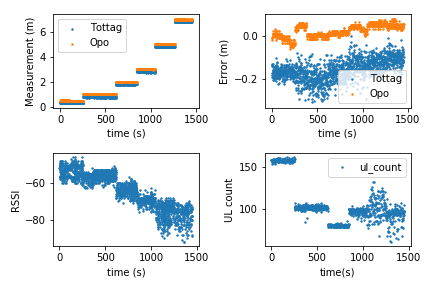 Measurement (m)
6
4
2
0
Tottag
Opo
0
500
1000
1500
time (s)
Error (m)
0.0
−0.2
Tottag
Opo
0
500
1000
1500
time (s)
RSSI
−60
−80
0
500
1000
1500
time (s)
UL count
150
100
ul_count
0
500
1000
1500
time(s)